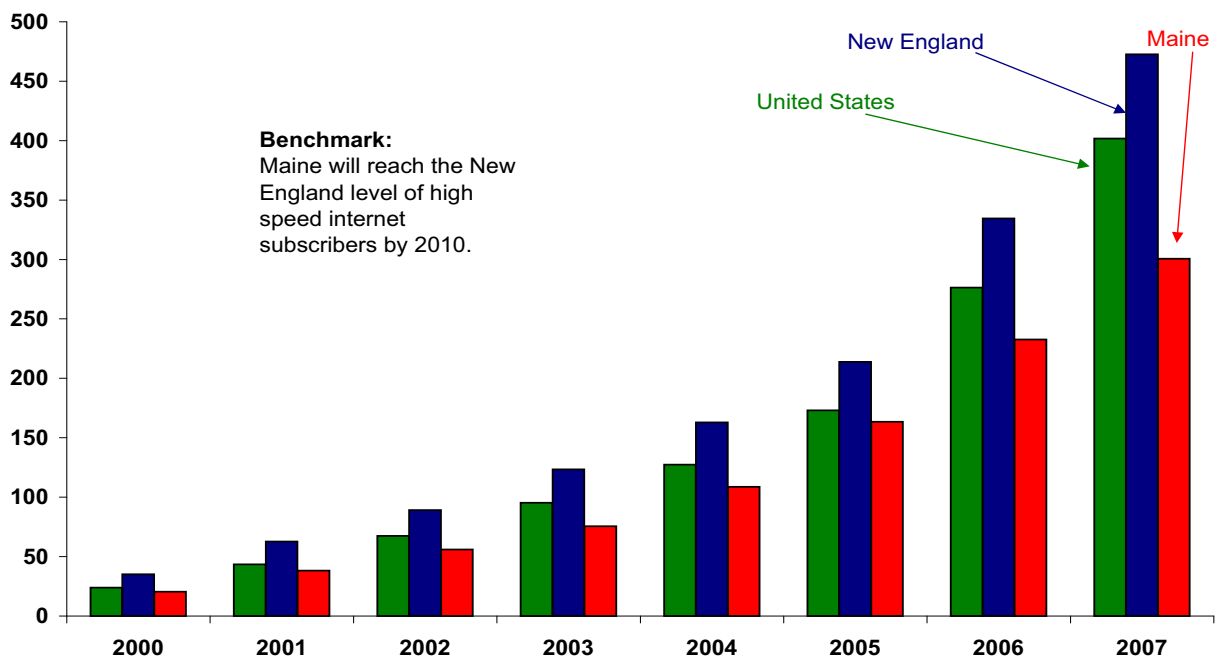 500
450
400
350
300
250
200
150
100
50
0
New England
Maine
United States
Benchmark:
Maine will reach the New
England level of high
speed internet
subscribers by 2010.
2000 2001 2002 2003 2004 2005 2006 2007